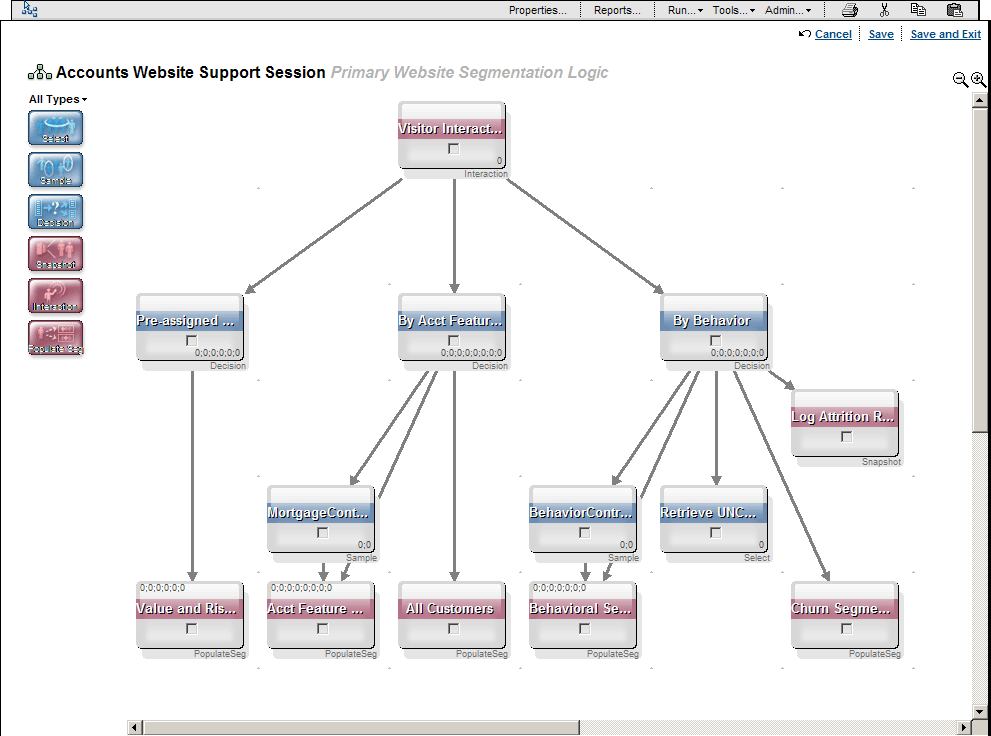 Properties... Reports... Run... Tools... Admin...
Cancel Save Save and Exit
Accounts Website Support Session Primary Website Segmentation Logic
All Types
Select
Sample
Decision
Snapshot
Interaction
PopulateSeg
Visitor Interact...
0
Interaction
Pre-assigned ...
0;0;0;0;0;0
Decision
By Acct Featur...
0;0;0;0;0;0;0;0
Decision
By Behavior
0;0;0;0;0;0;0
Decision
Log Attrition R...
Snapshot
MortgageCont...
0;0
Sample
BehaviorContr...
0;0
Sample
Retrieve UNC...
0
Select
0;0;0;0;0;0
Value and Ris...
PopulateSeg
0;0;0;0;0;0;0;0
Acct Feature ...
PopulateSeg
All Customers
PopulateSeg
0;0;0;0;0;0;0
Behavioral Se...
PopulateSeg
Churn Segme...
PopulateSeg